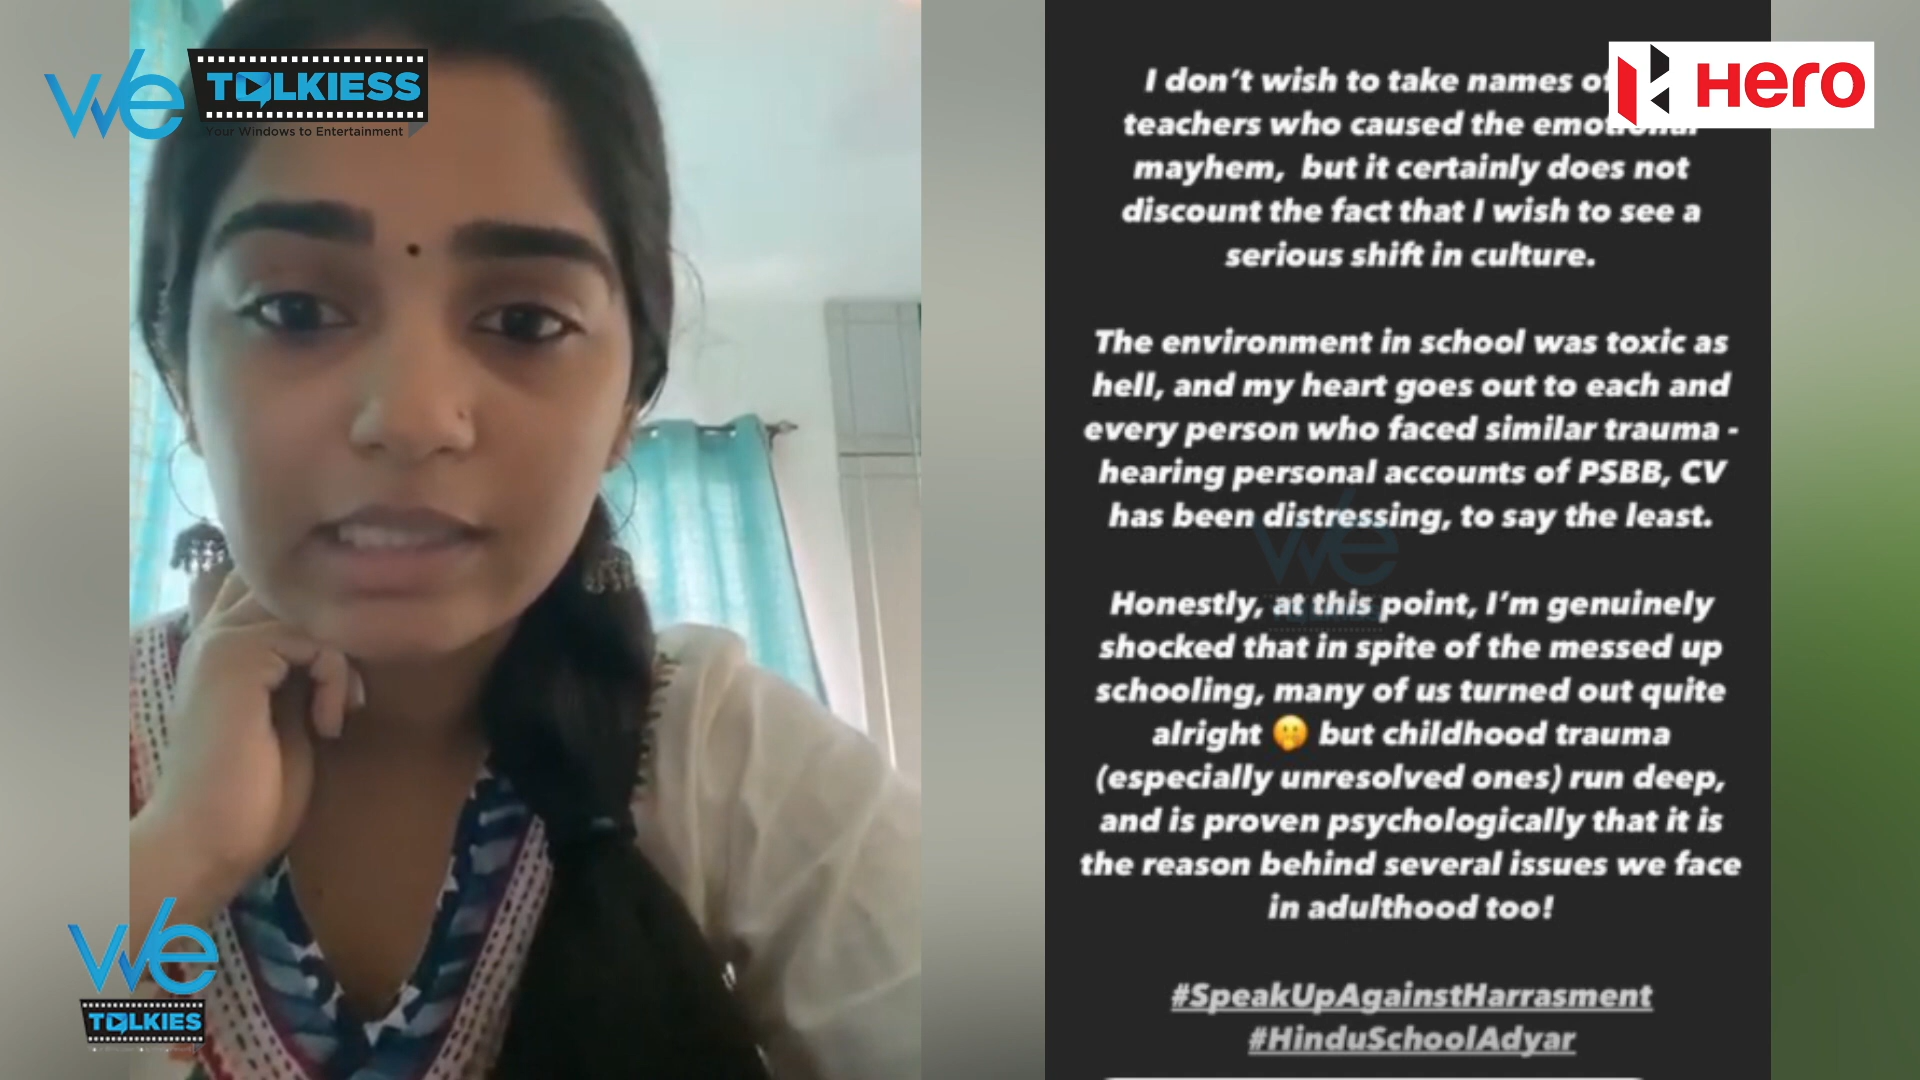 We
TALKIESS
Your Windows to Entertainment
Hero
I don’t wish to take names of
teachers who caused the emotional
mayhem,  but it certainly does not
discount the fact that I wish to see a
serious shift in culture.
The environment in school was toxic as
hell, and my heart goes out to each and
every person who faced similar trauma -
hearing personal accounts of PSBB, CV
has been distressing, to say the least.
Honestly, at this point, I’m genuinely
shocked that in spite of the messed up
schooling, many of us turned out quite
alright 🤫 but childhood trauma
(especially unresolved ones) run deep,
and is proven psychologically that it is
the reason behind several issues we face
in adulthood too!
#SpeakUpAgainstHarrasment
#HinduSchoolAdyar
We
We
TALKIES